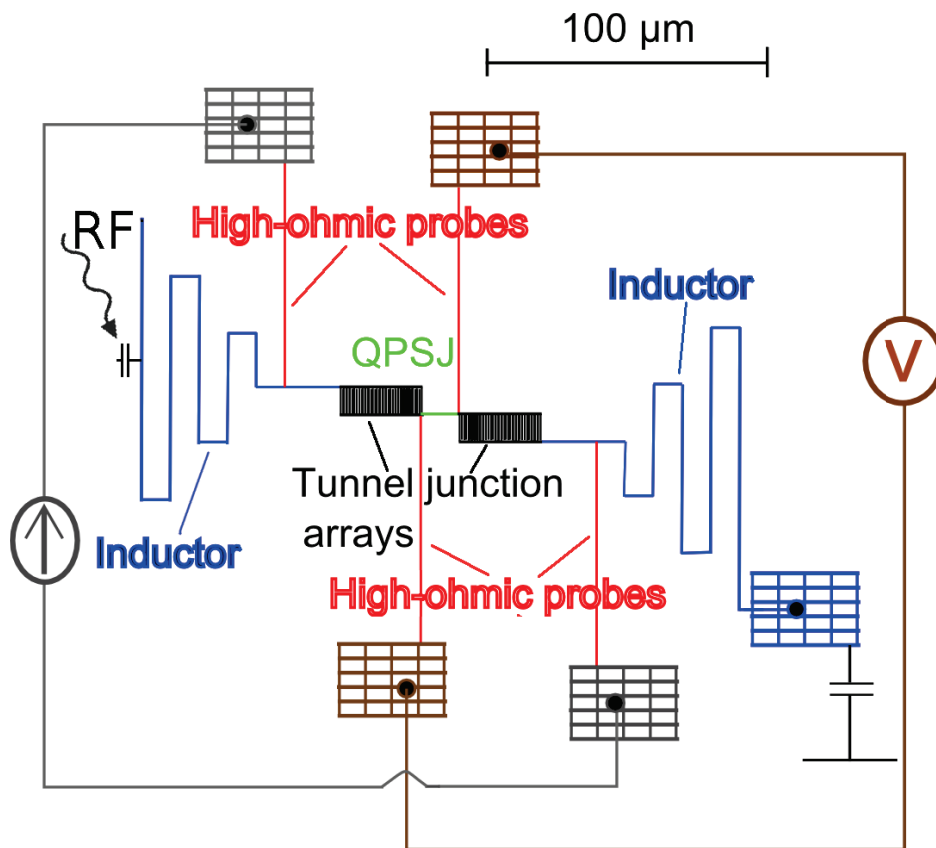 100 µm
RF
High-ohmic probes
Inductor
QPSJ
V
Tunnel junction
arrays
Inductor
High-ohmic probes